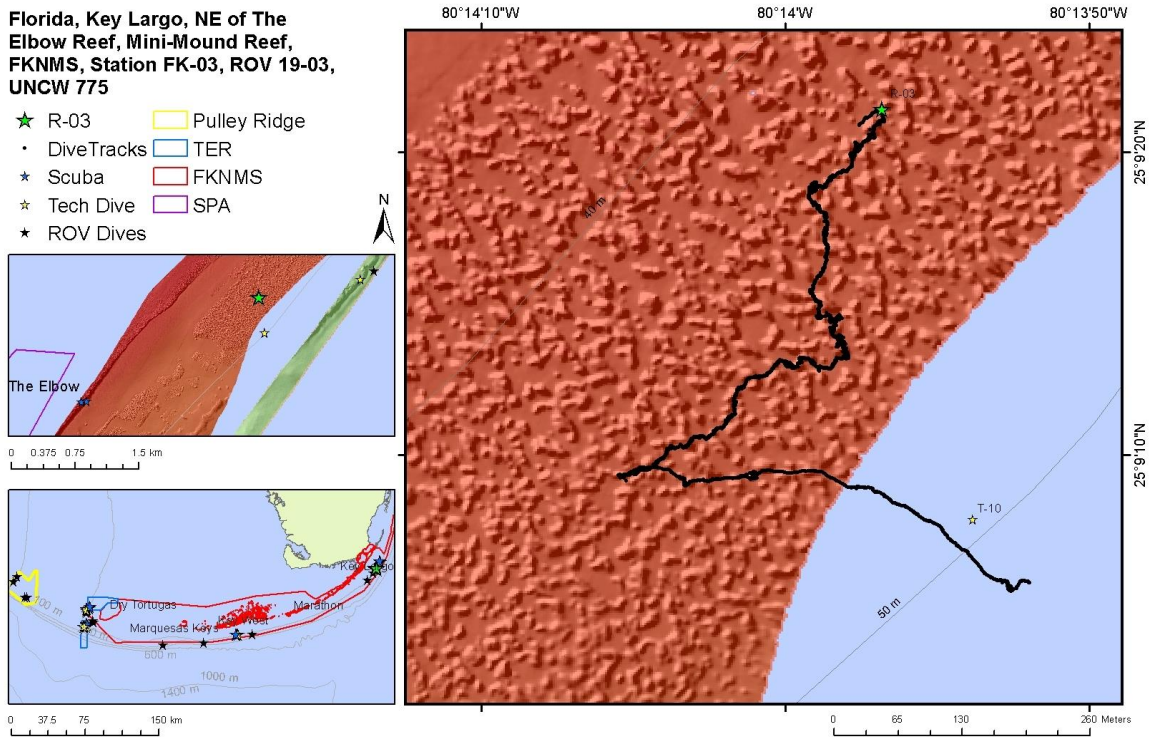 Florida, Key Largo, NE of The
Elbow Reef, Mini-Mound Reef,
FKNMS, Station FK-03, ROV 19-03,
UNCW 775
R-03
Pulley Ridge
DiveTracks
TER
Scuba
FKNMS
Tech Dive
SPA
ROV Dives
N
The Elbow
0 0.375 0.75 1.5 km
Key Largo
Dry Tortugas
Marathon
Marquesas Keys
800 m
1000 m
1400 m
0 37.5 75 150 km
80°14'10"W 80°14'W 80°13'50"W
R-03
25°9'20"N
40 m
25°9'10"N
T-10
50 m
0 65 130 260 Meters